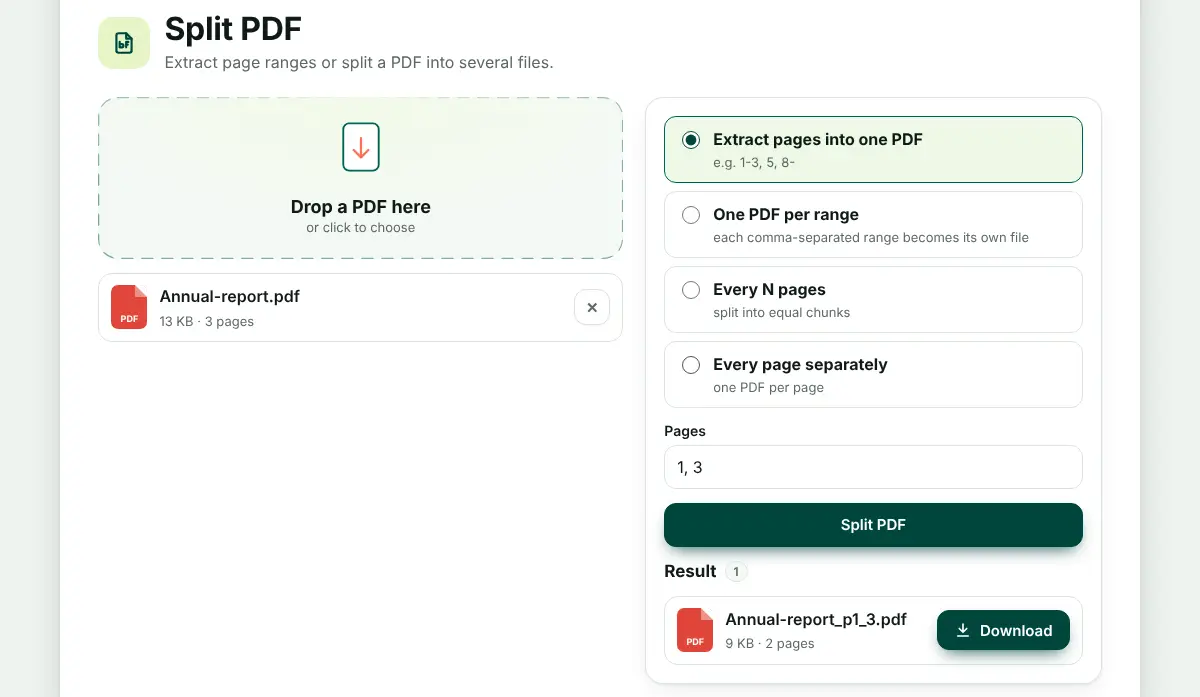 bF
Split PDF
Extract page ranges or split a PDF into several files.
Drop a PDF here
or click to choose
PDF
Annual-report.pdf
13 KB · 3 pages
×
Extract pages into one PDF
e.g. 1-3, 5, 8-
One PDF per range
each comma-separated range becomes its own file
Every N pages
split into equal chunks
Every page separately
one PDF per page
Pages
1, 3
Split PDF
Result 1
PDF
Annual-report_p1_3.pdf
9 KB · 2 pages
Download